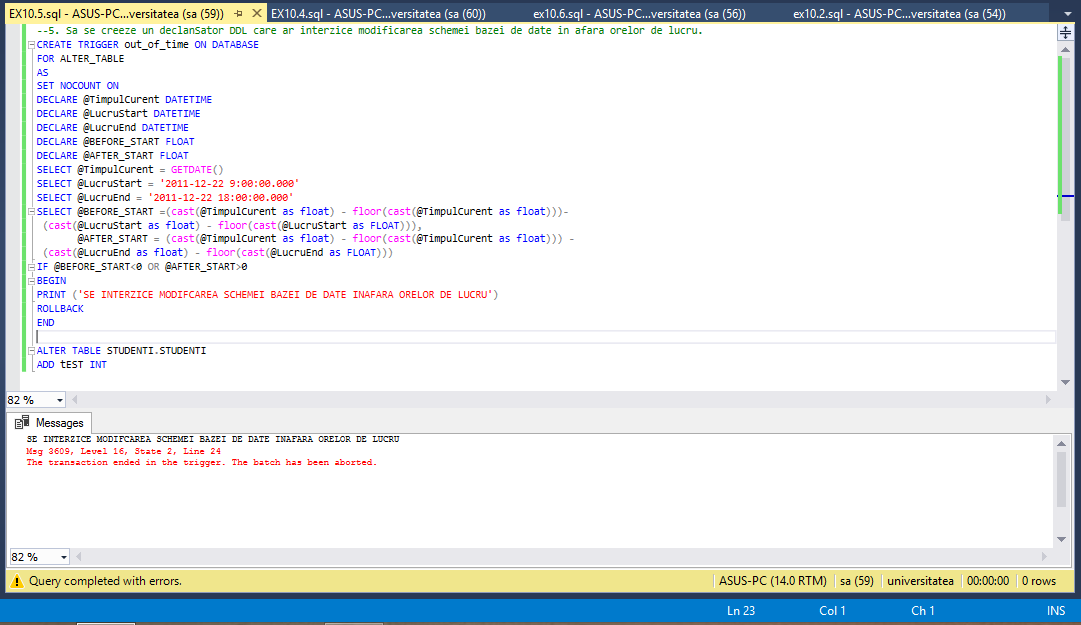 EX10.5.sql - ASUS-PC...versitatea (sa (59)) EX10.4.sql - ASUS-PC...versitatea (sa (60)) ex10.6.sql - ASUS-PC...versitatea (sa (56)) ex10.2.sql - ASUS-PC...versitatea (sa (54))
--5. Sa se creeze un declanSator DDL care ar interzice modificarea schemei bazei de date in afara orelor de lucru.
CREATE TRIGGER out_of_time ON DATABASE
FOR ALTER_TABLE
AS
SET NOCOUNT ON
DECLARE @TimpulCurent DATETIME
DECLARE @LucruStart DATETIME
DECLARE @LucruEnd DATETIME
DECLARE @BEFORE_START FLOAT
DECLARE @AFTER_START FLOAT
SELECT @TimpulCurent = GETDATE()
SELECT @LucruStart = '2011-12-22 9:00:00.000'
SELECT @LucruEnd = '2011-12-22 18:00:00.000'
SELECT @BEFORE_START =(cast(@TimpulCurent as float) - floor(cast(@TimpulCurent as float)))-
(cast(@LucruStart as float) - floor(cast(@LucruStart as FLOAT))),
@AFTER_START = (cast(@TimpulCurent as float) - floor(cast(@TimpulCurent as float))) -
(cast(@LucruEnd as float) - floor(cast(@LucruEnd as FLOAT)))
IF @BEFORE_START<0 OR @AFTER_START>0
BEGIN
PRINT ('SE INTERZICE MODIFCAREA SCHEMEI BAZEI DE DATE INAFARA ORELOR DE LUCRU')
ROLLBACK
END
ALTER TABLE STUDENTI.STUDENTI
ADD tEST INT
82 %
Messages
SE INTERZICE MODIFCAREA SCHEMEI BAZEI DE DATE INAFARA ORELOR DE LUCRU
Msg 3609, Level 16, State 2, Line 24
The transaction ended in the trigger. The batch has been aborted.
82 %
Query completed with errors. ASUS-PC (14.0 RTM) sa (59) universitatea 00:00:00 0 rows
Ln 23 Col 1 Ch 1 INS